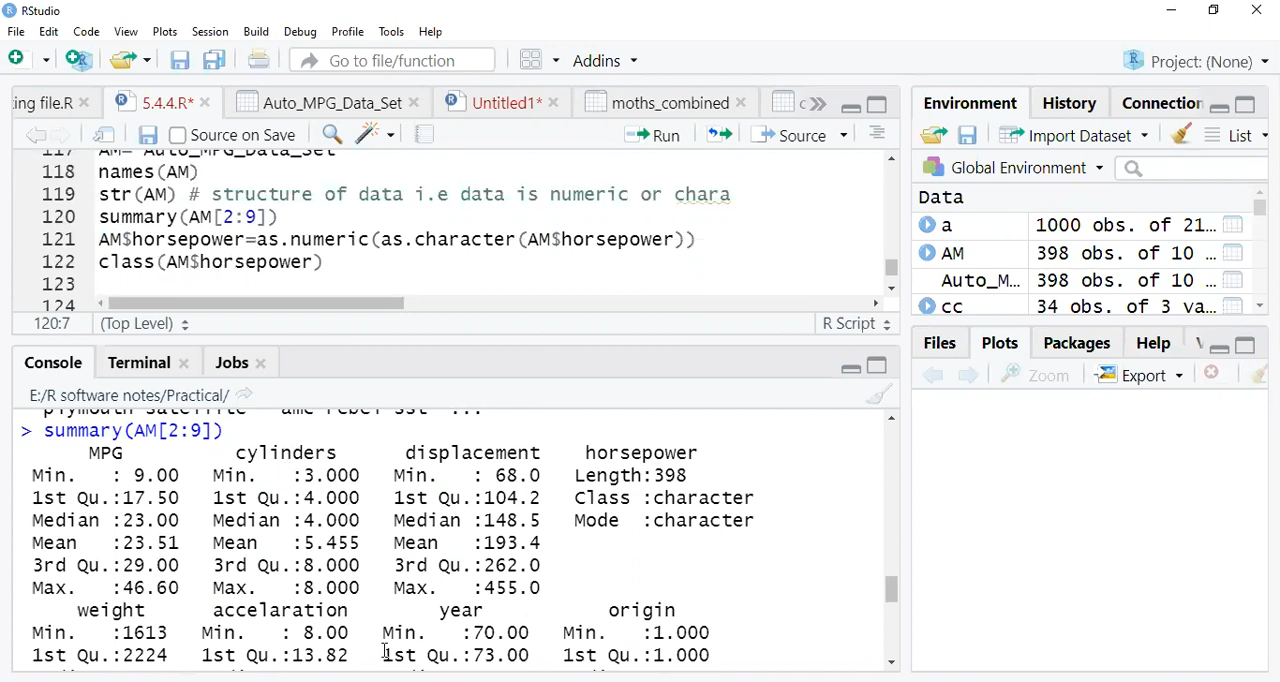 RStudio
File Edit Code View Plots Session Build Debug Profile Tools Help
Go to file/function Addins Project: (None)
ing file.R 5.4.4.R* Auto_MPG_Data_Set Untitled1* moths_combined c
Source on Save Run Source
117 AM= Auto_MPG_Data_Set
118 names(AM)
119 str(AM) # structure of data i.e data is numeric or chara
120 summary(AM[2:9])
121 AM$horsepower=as.numeric(as.character(AM$horsepower))
122 class(AM$horsepower)
123
124
120:7 (Top Level) R Script
Console Terminal Jobs
E:/R software notes/Practical/
plymouth satellite" "amc rebel sst" ...
> summary(AM[2:9])
MPG cylinders displacement horsepower
Min. : 9.00 Min. :3.000 Min. : 68.0 Length:398
1st Qu.:17.50 1st Qu.:4.000 1st Qu.:104.2 Class :character
Median :23.00 Median :4.000 Median :148.5 Mode :character
Mean :23.51 Mean :5.455 Mean :193.4
3rd Qu.:29.00 3rd Qu.:8.000 3rd Qu.:262.0
Max. :46.60 Max. :8.000 Max. :455.0
weight accelaration year origin
Min. :1613 Min. : 8.00 Min. :70.00 Min. :1.000
1st Qu.:2224 1st Qu.:13.82 1st Qu.:73.00 1st Qu.:1.000
Environment History Connection
Import Dataset List
Global Environment
Data
a 1000 obs. of 21...
AM 398 obs. of 10 ...
Auto_M... 398 obs. of 10 ...
cc 34 obs. of 3 va...
Files Plots Packages Help
Zoom Export